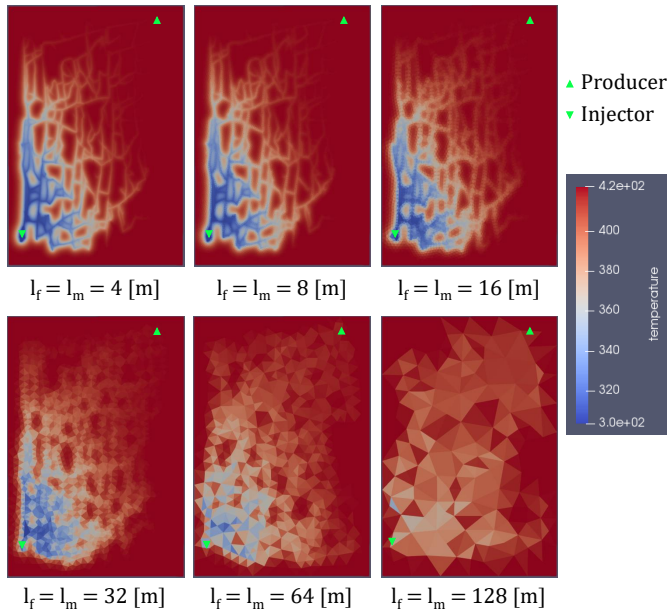 Producer
Injector
4.2e+02
400
380
360
340
320
3.0e+02
temperature
l_f = l_m = 4 [m]
l_f = l_m = 8 [m]
l_f = l_m = 16 [m]
l_f = l_m = 32 [m]
l_f = l_m = 64 [m]
l_f = l_m = 128 [m]